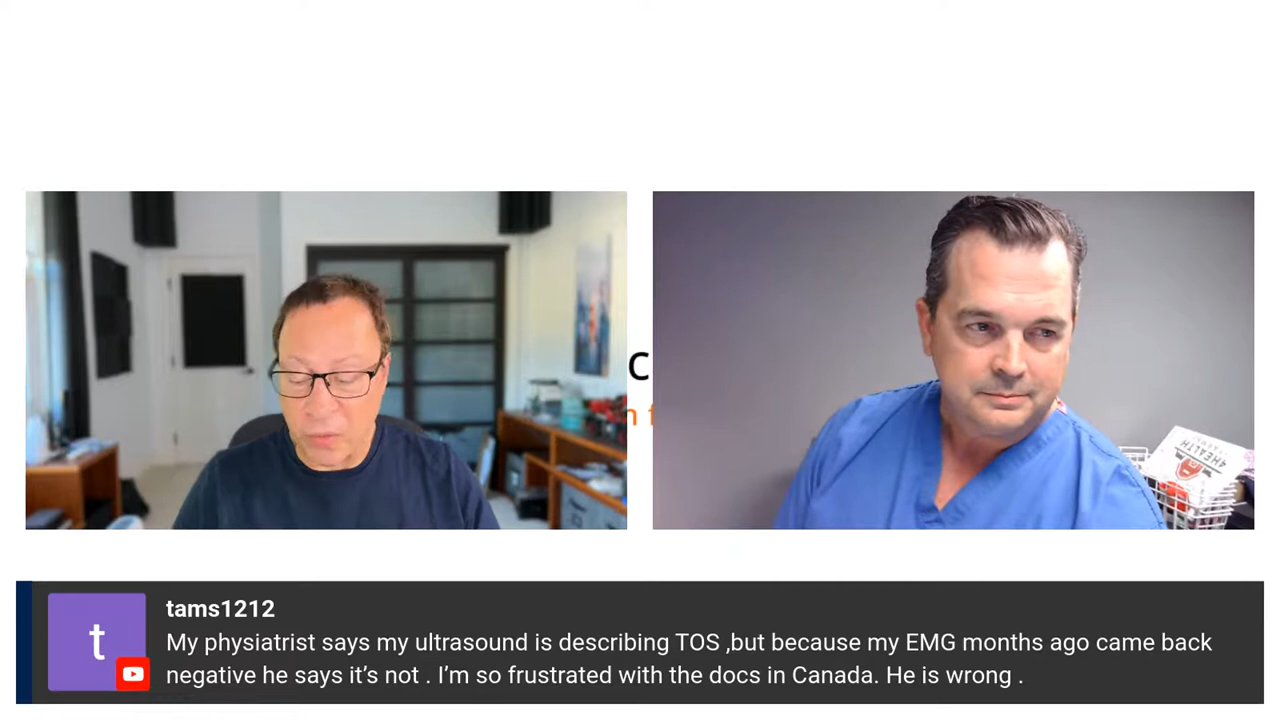 C
n f
4HEALTH
t
tams1212
My physiatrist says my ultrasound is describing TOS ,but because my EMG months ago came back
negative he says it’s not . I’m so frustrated with the docs in Canada. He is wrong .